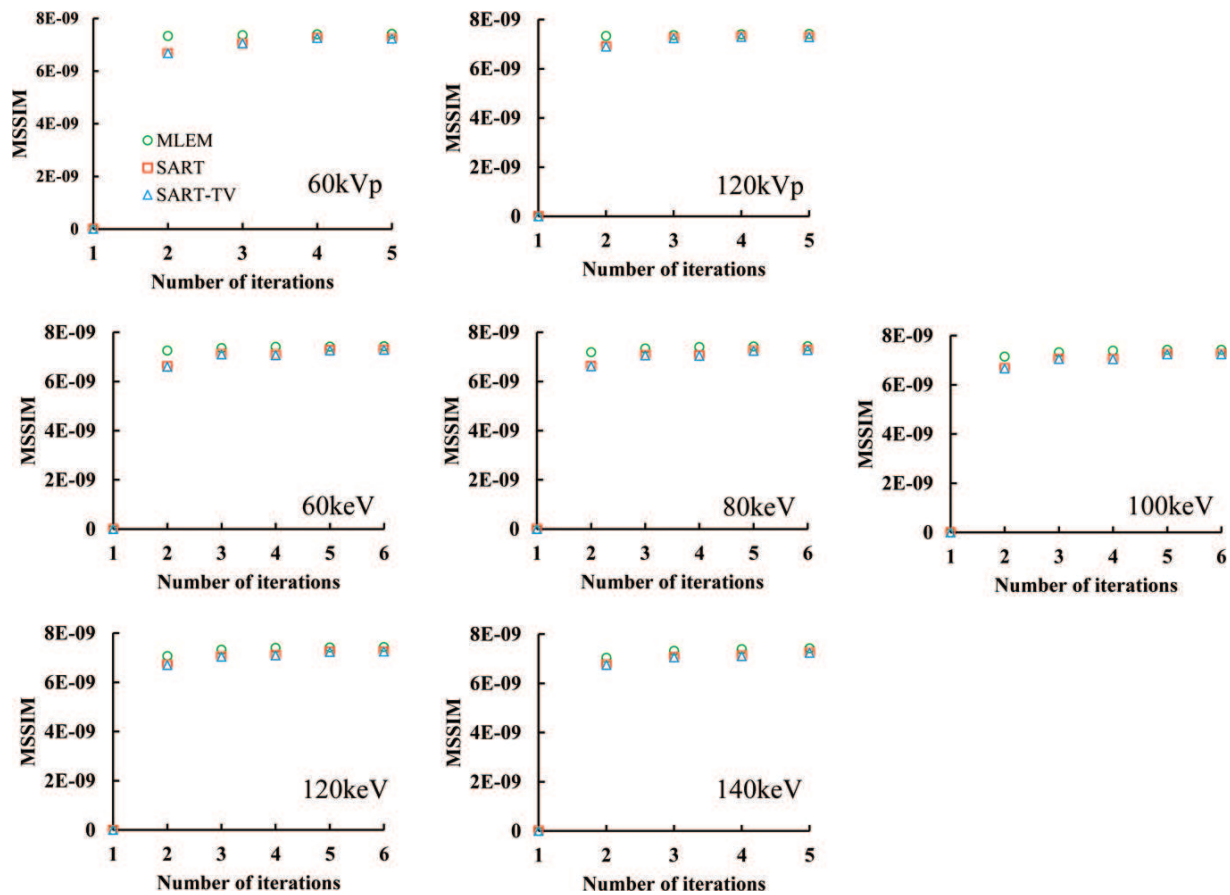 8E-09
6E-09
4E-09
2E-09
0
MSSIM
MLEM
SART
SART-TV
60kVp
1 2 3 4 5
Number of iterations
8E-09
6E-09
4E-09
2E-09
0
MSSIM
120kVp
1 2 3 4 5
Number of iterations
8E-09
6E-09
4E-09
2E-09
0
MSSIM
60keV
1 2 3 4 5 6
Number of iterations
8E-09
6E-09
4E-09
2E-09
0
MSSIM
80keV
1 2 3 4 5 6
Number of iterations
8E-09
6E-09
4E-09
2E-09
0
MSSIM
100keV
1 2 3 4 5 6
Number of iterations
8E-09
6E-09
4E-09
2E-09
0
MSSIM
120keV
1 2 3 4 5 6
Number of iterations
8E-09
6E-09
4E-09
2E-09
0
MSSIM
140keV
1 2 3 4 5
Number of iterations